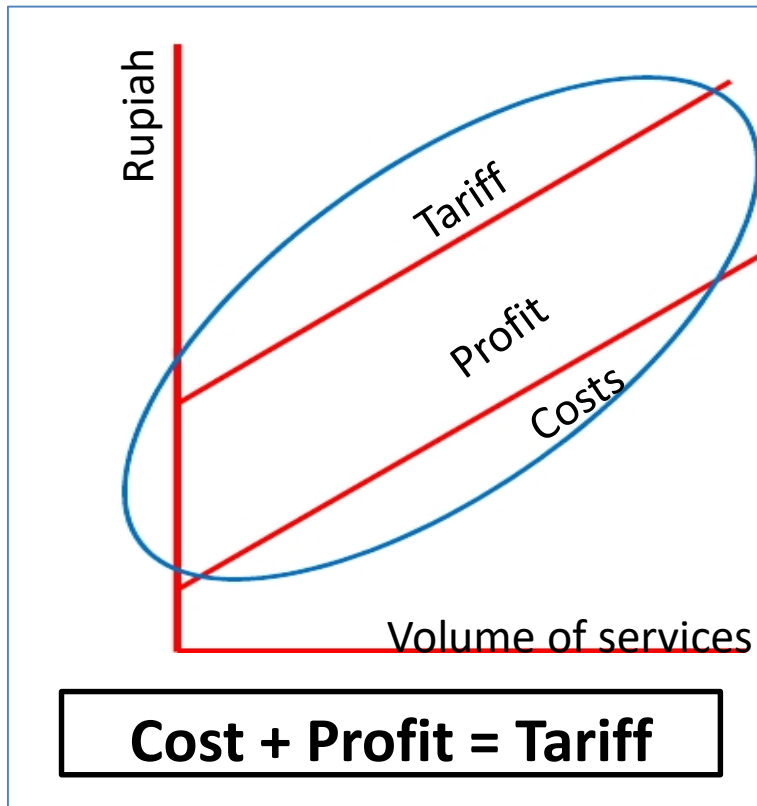 Rupiah
Tariff
Profit
Costs
Volume of services
Cost + Profit = Tariff